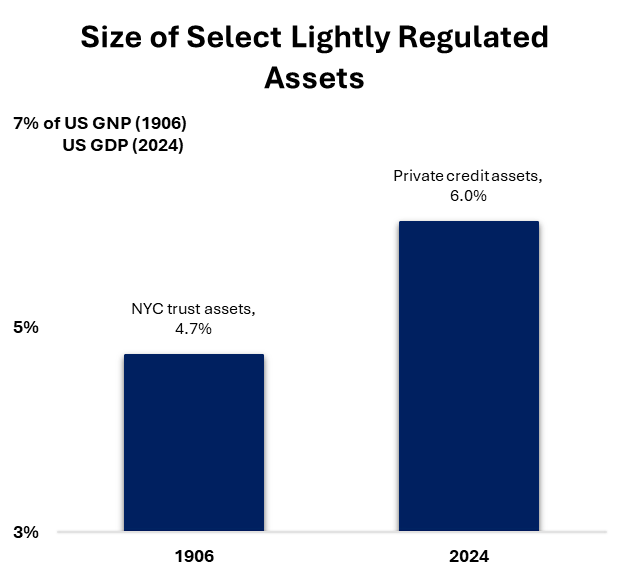 Size of Select Lightly Regulated
Assets
7% of US GNP (1906)
US GDP (2024)
Private credit assets,
6.0%
NYC trust assets,
4.7%
5%
3%
1906
2024